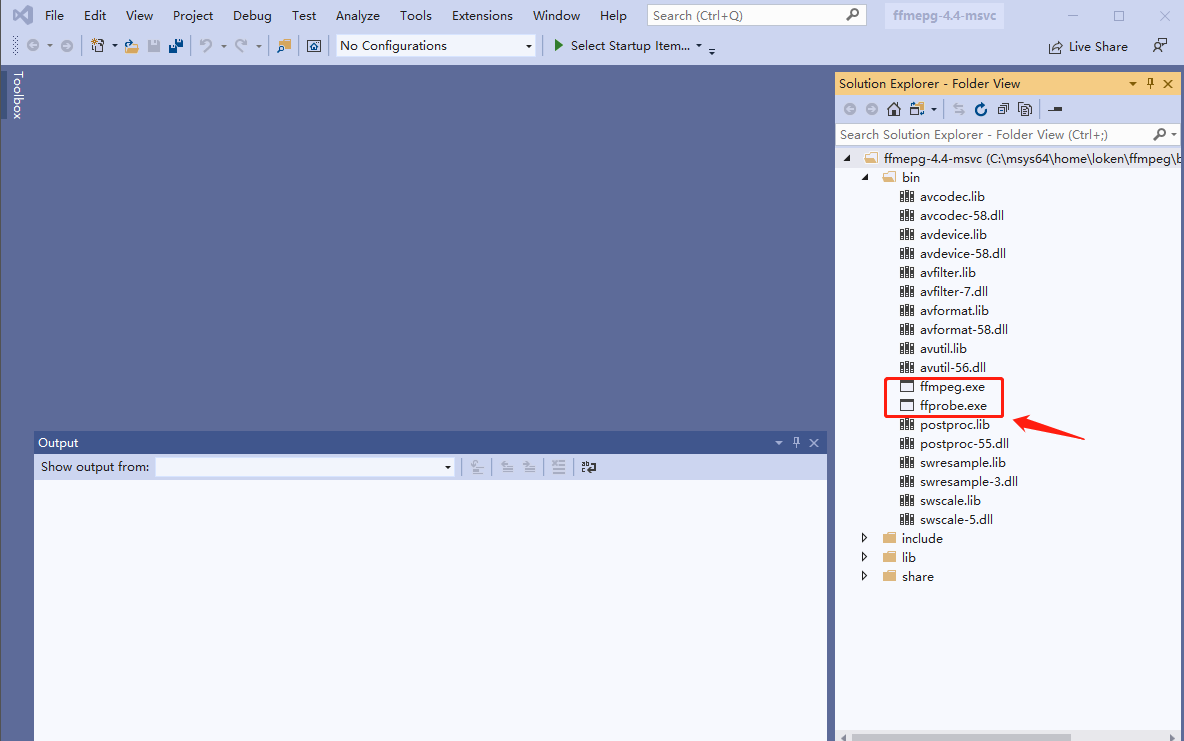 File Edit View Project Debug Test Analyze Tools Extensions Window Help Search (Ctrl+Q) ffmepg-4.4-msvc
No Configurations Select Startup Item... Live Share
Toolbox
Solution Explorer - Folder View
Search Solution Explorer - Folder View (Ctrl+;)
ffmepg-4.4-msvc (C:\msys64\home\loken\ffmpeg\b
bin
avcodec.lib
avcodec-58.dll
avdevice.lib
avdevice-58.dll
avfilter.lib
avfilter-7.dll
avformat.lib
avformat-58.dll
avutil.lib
avutil-56.dll
ffmpeg.exe
ffprobe.exe
postproc.lib
postproc-55.dll
swresample.lib
swresample-3.dll
swscale.lib
swscale-5.dll
include
lib
share
Output
Show output from: